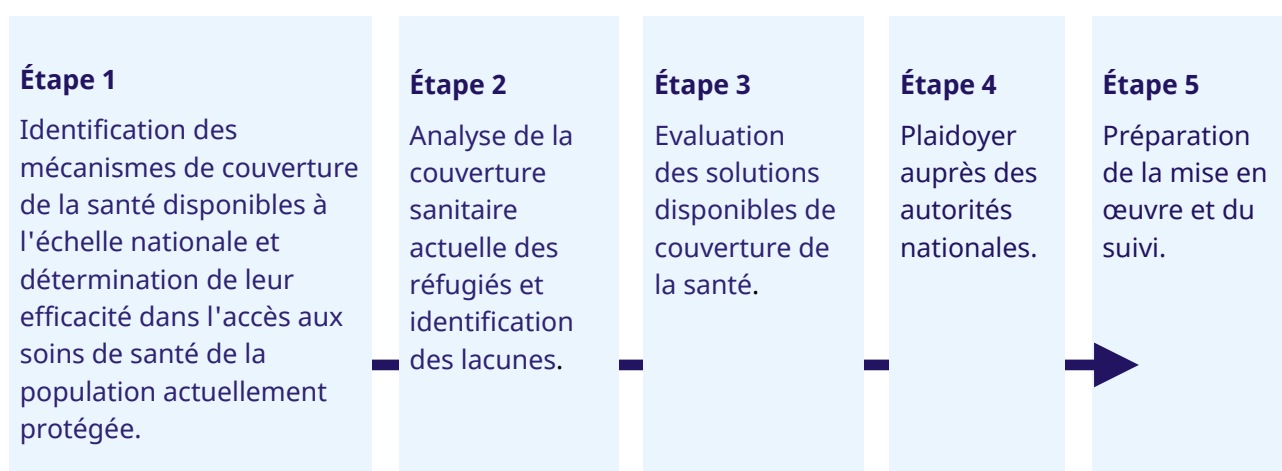 Étape 1
Identification des
mécanismes de couverture
de la santé disponibles à
l'échelle nationale et
détermination de leur
efficacité dans l'accès aux
soins de santé de la
population actuellement
protégée.
Étape 2
Analyse de la
couverture
sanitaire
actuelle des
réfugiés et
identification
des lacunes.
Étape 3
Evaluation
des solutions
disponibles de
couverture de
la santé.
Étape 4
Plaidoyer
auprès des
autorités
nationales.
Étape 5
Préparation
de la mise en
œuvre et du
suivi.